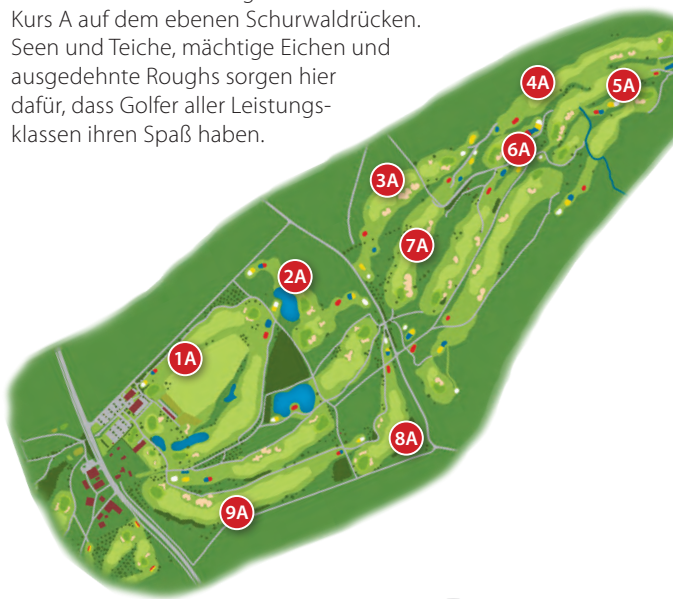 Kurs A auf dem ebenen Schurwaldrücken.
Seen und Teiche, mächtige Eichen und
ausgedehnte Roughs sorgen hier
dafür, dass Golfer aller Leistungs-
klassen ihren Spaß haben.
4A
5A
6A
3A
7A
2A
1A
8A
9A